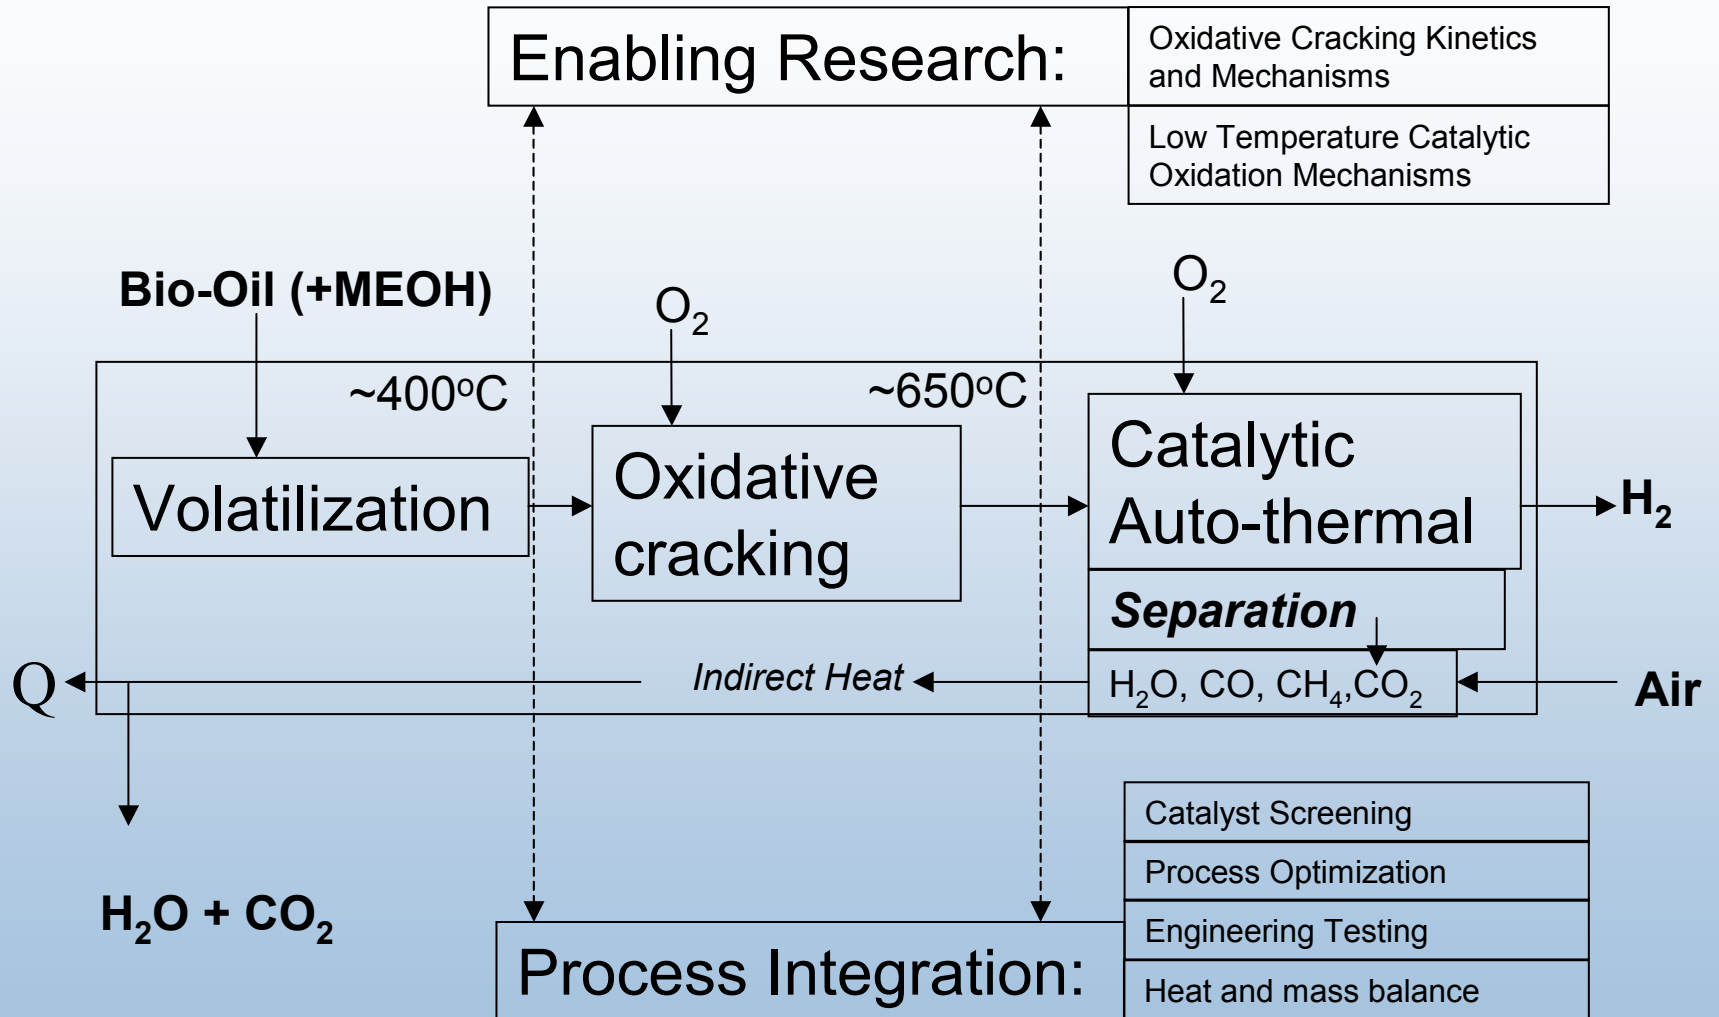 Enabling Research:
Oxidative Cracking Kinetics
and Mechanisms
Low Temperature Catalytic
Oxidation Mechanisms
Bio-Oil (+MEOH)
O₂
O₂
~400ºC
~650ºC
Volatilization
Oxidative
cracking
Catalytic
Auto-thermal
H₂
Separation
Q
Indirect Heat
H₂O, CO, CH₄,CO₂
Air
H₂O + CO₂
Process Integration:
Catalyst Screening
Process Optimization
Engineering Testing
Heat and mass balance